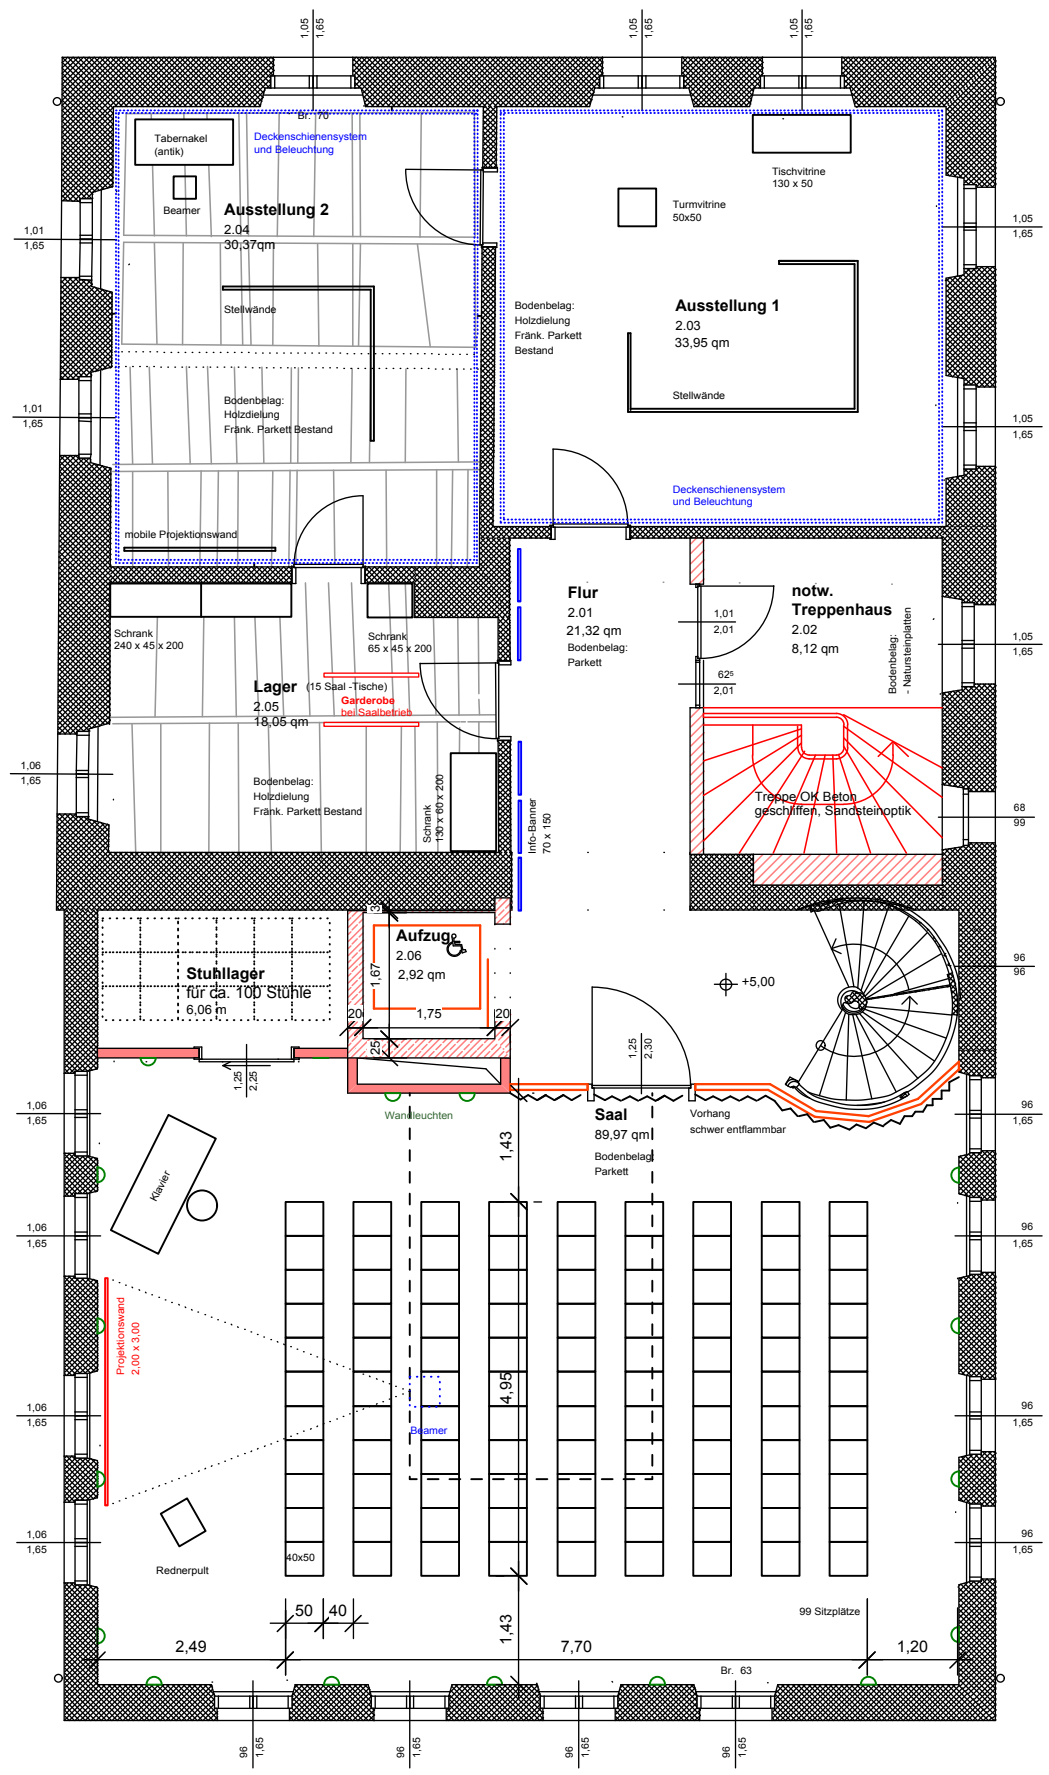 1,05
1,65
1,05
1,65
1,05
1,65
Br. 70
Tabernakel
(antik)
Deckenschienensystem
und Beleuchtung
Beamer
Ausstellung 2
2.04
30,37qm
Stellwände
Bodenbelag:
Holzdielung
Fränk. Parkett Bestand
mobile Projektionswand
1,01
1,65
1,01
1,65
Tischvitrine
130 x 50
Turmvitrine
50x50
Bodenbelag:
Holzdielung
Fränk. Parkett
Bestand
Ausstellung 1
2.03
33,95 qm
Stellwände
Deckenschienensystem
und Beleuchtung
1,05
1,65
1,05
1,65
Schrank
240 x 45 x 200
Schrank
65 x 45 x 200
Lager (15 Saal -Tische)
2.05
18,05 qm
Garderobe
bei Saalbetrieb
Bodenbelag:
Holzdielung
Fränk. Parkett Bestand
Schrank
130 x 60 x 200
1,06
1,65
Flur
2.01
21,32 qm
Bodenbelag:
Parkett
Info-Banner
70 x 150
1,01
2,01
62⁵
2,01
notw.
Treppenhaus
2.02
8,12 qm
Bodenbelag:
- Natursteinplatten
1,05
1,65
Treppe OK Beton
geschliffen, Sandsteinoptik
68
99
Stuhllager
für ca. 100 Stühle
6,06 m
Aufzug
2.06
2,92 qm
1,67
20
1,75
20
25
+5,00
96
96
1,25
2,25
1,25
2,30
Wandleuchten
Saal
89,97 qm
Bodenbelag:
Parkett
Vorhang
schwer entflammbar
1,06
1,65
96
1,65
1,43
Klavier
1,06
1,65
96
1,65
Projektionswand
2,00 x 3,00
4,95
Beamer
1,06
1,65
96
1,65
Rednerpult
40x50
1,06
1,65
96
1,65
50
40
1,43
99 Sitzplätze
2,49
7,70
1,20
Br. 63
96
1,65
96
1,65
96
1,65
96
1,65